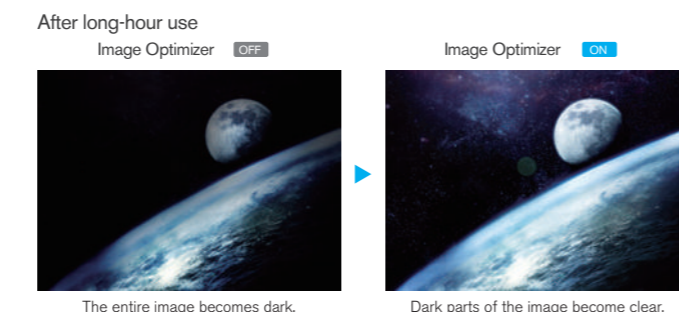 After long-hour use
Image Optimizer OFF
Image Optimizer ON
The entire image becomes dark.
Dark parts of the image become clear.